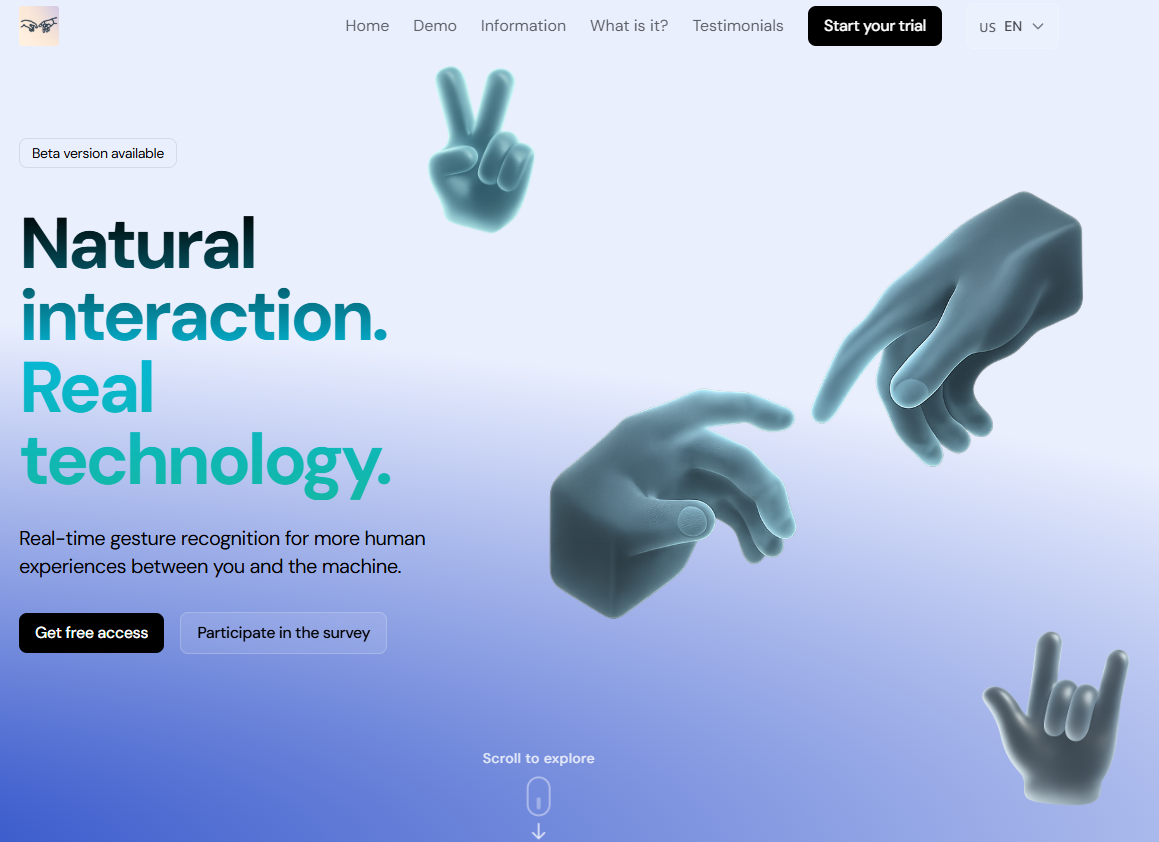 Home
Demo
Information
What is it?
Testimonials
Start your trial
US EN
Beta version available
Natural
interaction.
Real
technology.
Real-time gesture recognition for more human
experiences between you and the machine.
Get free access
Participate in the survey
Scroll to explore